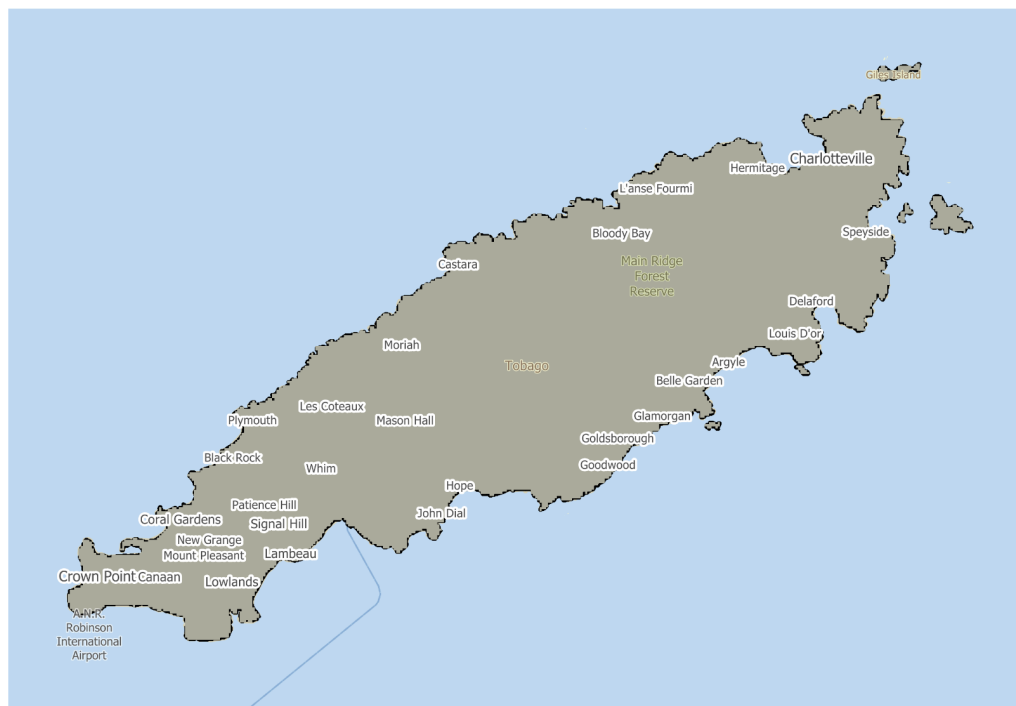 Giles Island
Charlotteville
Hermitage
L'anse Fourmi
Speyside
Bloody Bay
Castara
Main Ridge
Forest
Reserve
Delaford
Louis D'or
Moriah
Argyle
Tobago
Belle Garden
Les Coteaux
Glamorgan
Plymouth
Mason Hall
Goldsborough
Black Rock
Goodwood
Whim
Hope
Patience Hill
John Dial
Coral Gardens
Signal Hill
New Grange
Mount Pleasant
Lambeau
Crown Point
Canaan
Lowlands
A.N.R.
Robinson
International
Airport